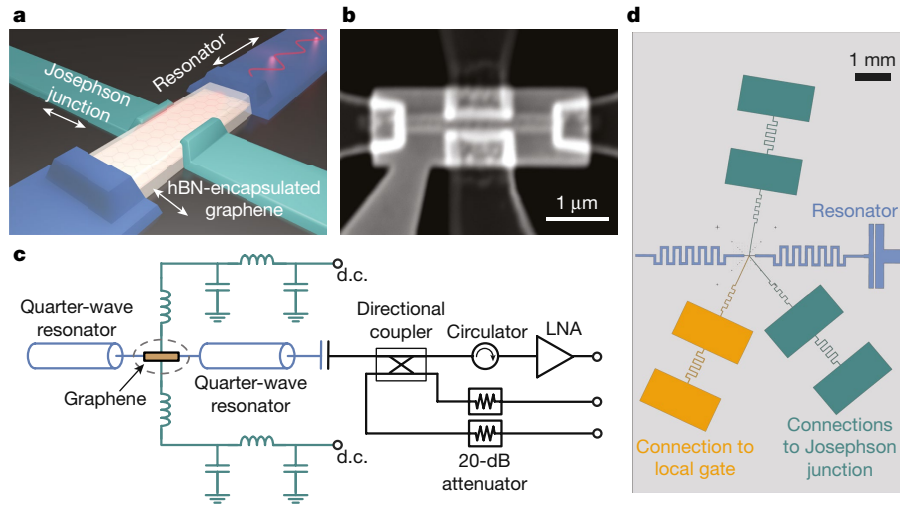 a
Josephson
junction
Resonator
hBN-encapsulated
graphene
b
1 μm
c
d.c.
Quarter-wave
resonator
Graphene
Quarter-wave
resonator
Directional
coupler
Circulator
LNA
20-dB
attenuator
d.c.
d
1 mm
Resonator
Connection to
local gate
Connections
to Josephson
junction